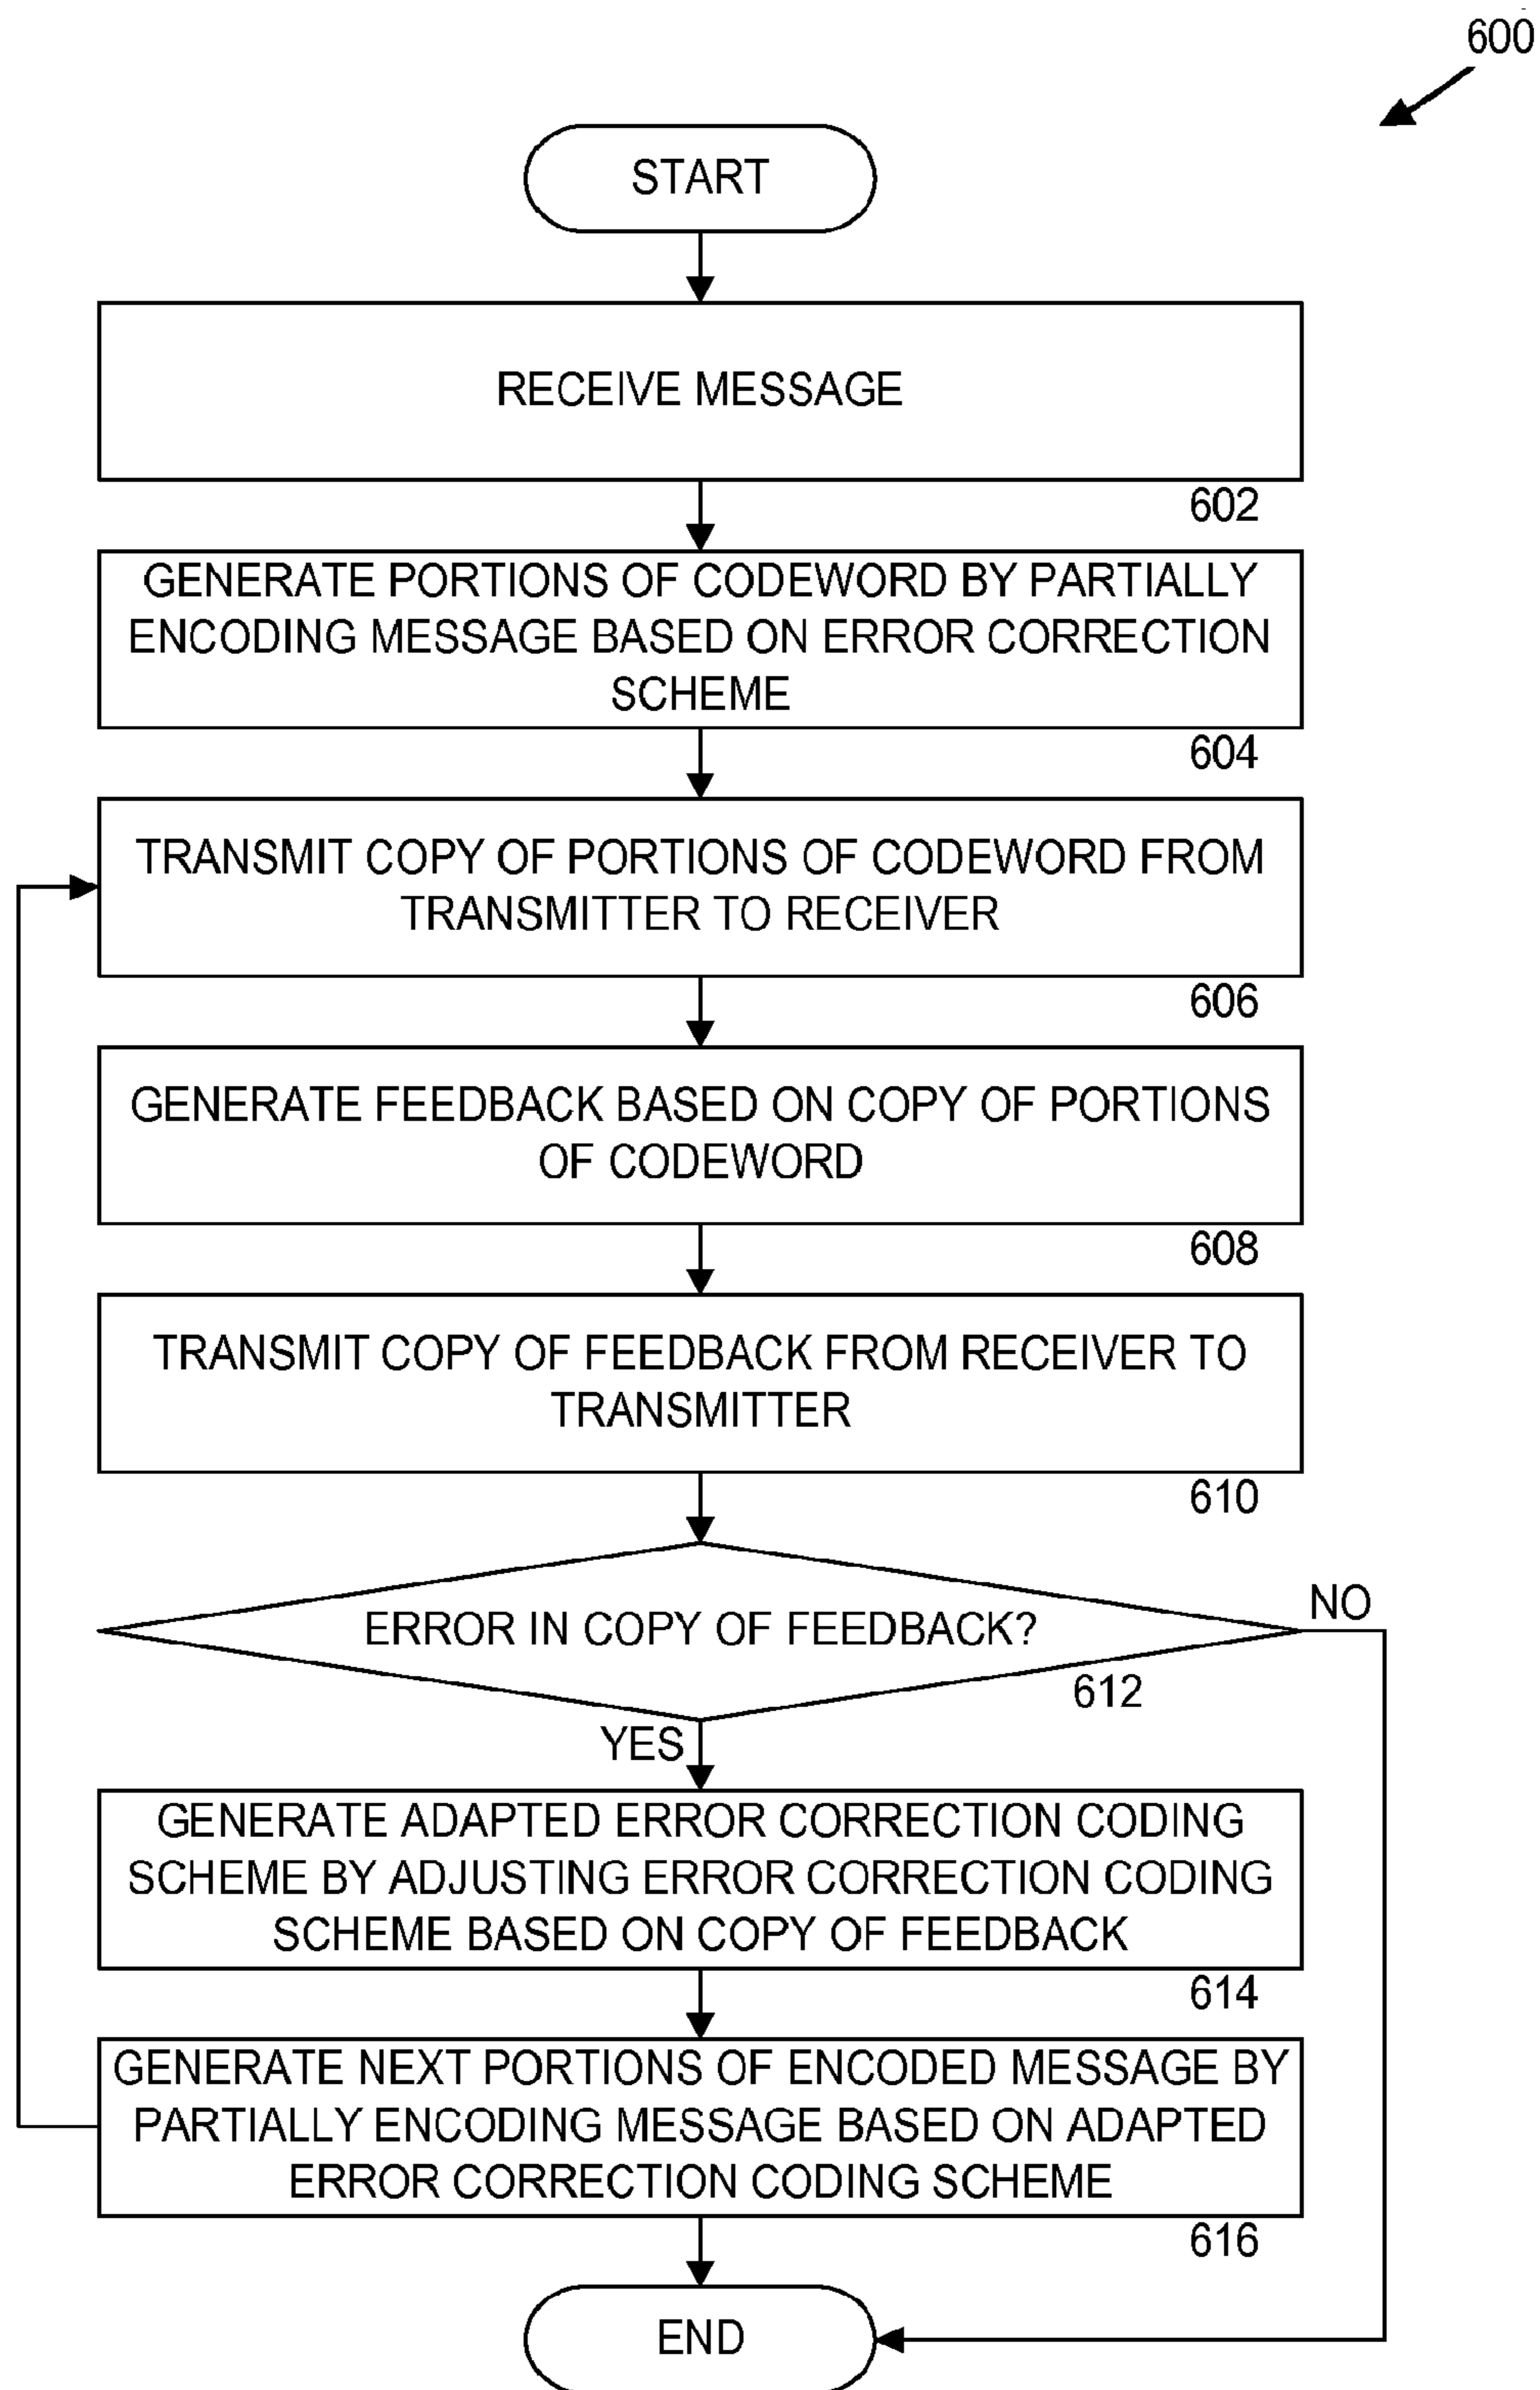 600
START
RECEIVE MESSAGE
602
GENERATE PORTIONS OF CODEWORD BY PARTIALLY
ENCODING MESSAGE BASED ON ERROR CORRECTION
SCHEME
604
TRANSMIT COPY OF PORTIONS OF CODEWORD FROM
TRANSMITTER TO RECEIVER
606
GENERATE FEEDBACK BASED ON COPY OF PORTIONS
OF CODEWORD
608
TRANSMIT COPY OF FEEDBACK FROM RECEIVER TO
TRANSMITTER
610
NO
ERROR IN COPY OF FEEDBACK?
612
YES
GENERATE ADAPTED ERROR CORRECTION CODING
SCHEME BY ADJUSTING ERROR CORRECTION CODING
SCHEME BASED ON COPY OF FEEDBACK
614
GENERATE NEXT PORTIONS OF ENCODED MESSAGE BY
PARTIALLY ENCODING MESSAGE BASED ON ADAPTED
ERROR CORRECTION CODING SCHEME
616
END